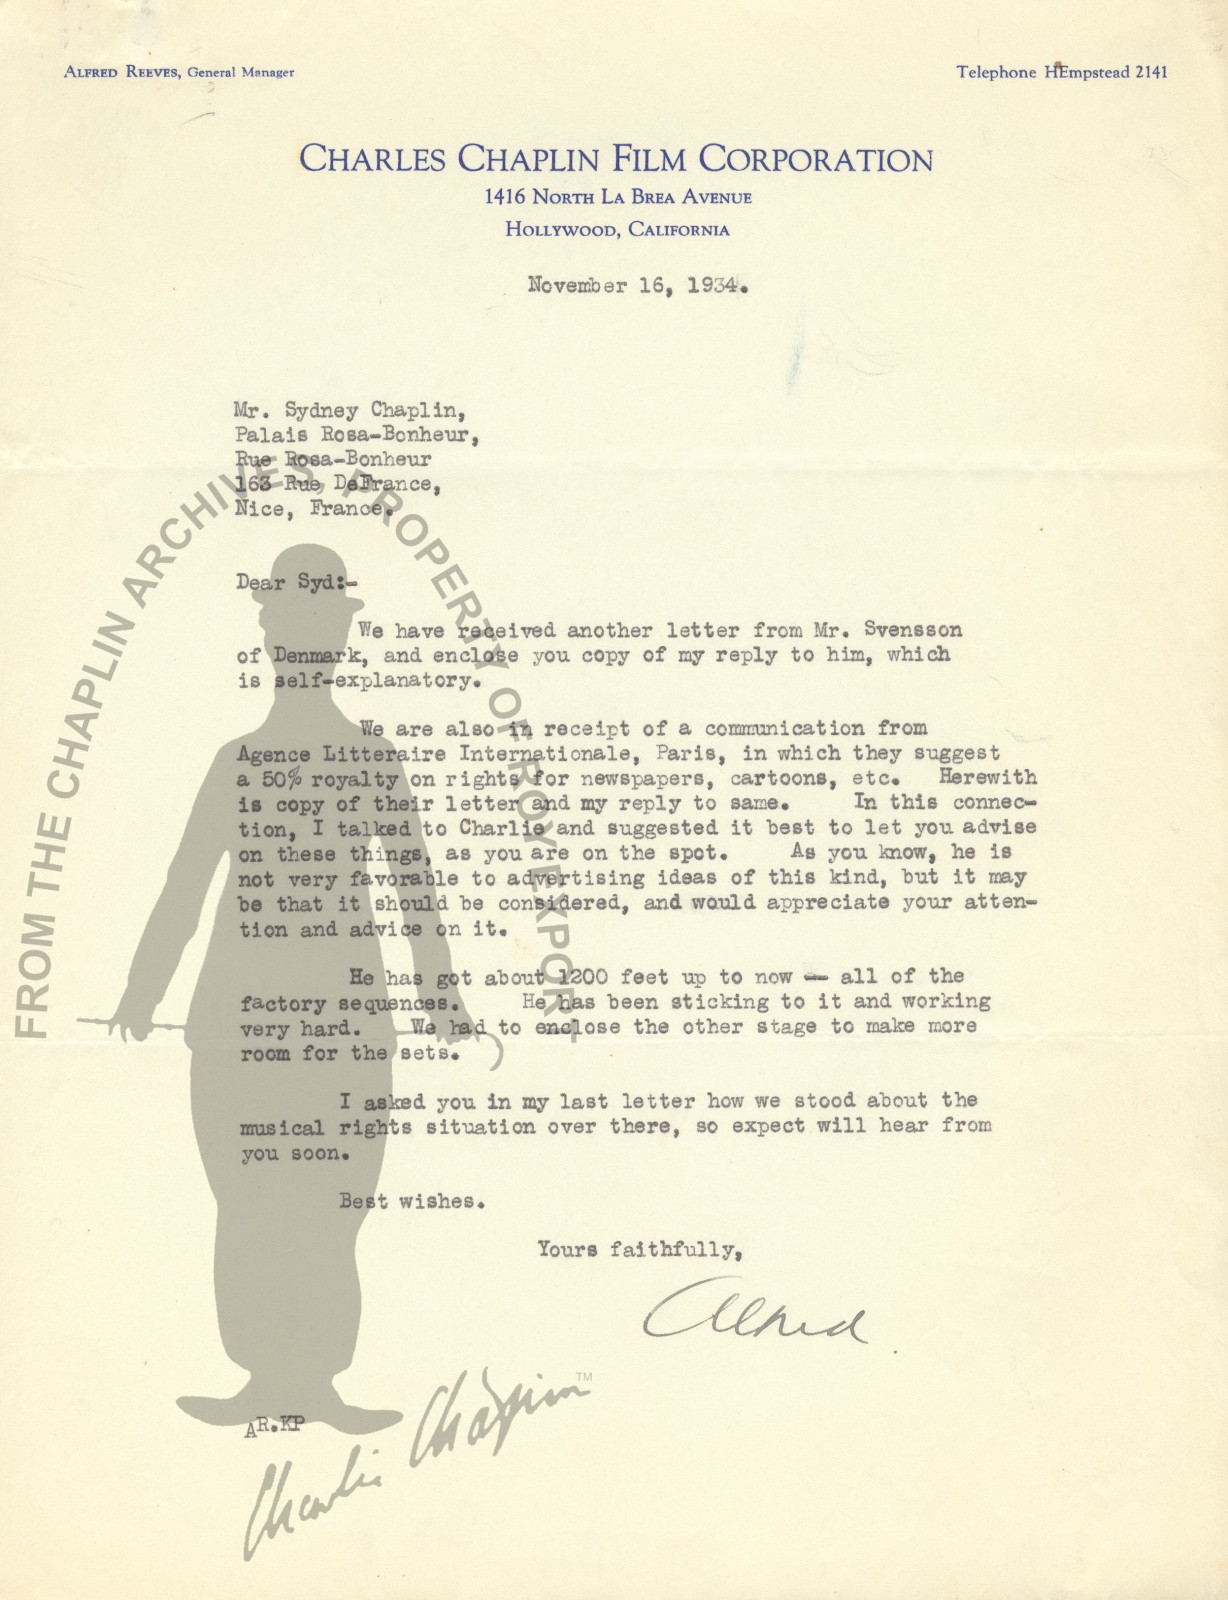 ALFRED REEVES, General Manager
Telephone HEmpstead 2141
CHARLES CHAPLIN FILM CORPORATION
1416 NORTH LA BREA AVENUE
HOLLYWOOD, CALIFORNIA
November 16, 1934.
Mr. Sydney Chaplin,
Palais Rosa-Bonheur,
Rue Rosa-Bonheur
163 Rue DeFrance,
Nice, France.
Dear Syd:-
We have received another letter from Mr. Svensson
of Denmark, and enclose you copy of my reply to him, which
is self-explanatory.
We are also in receipt of a communication from
Agence Litteraire Internationale, Paris, in which they suggest
a 50% royalty on rights for newspapers, cartoons, etc. Herewith
is copy of their letter and my reply to same. In this connec-
tion, I talked to Charlie and suggested it best to let you advise
on these things, as you are on the spot. As you know, he is
not very favorable to advertising ideas of this kind, but it may
be that it should be considered, and would appreciate your atten-
tion and advice on it.
He has got about 1200 feet up to now -- all of the
factory sequences. He has been sticking to it and working
very hard. We had to enclose the other stage to make more
room for the sets.
I asked you in my last letter how we stood about the
musical rights situation over there, so expect will hear from
you soon.
Best wishes.
Yours faithfully,
Alfred
AR.KP
Charlie Chaplin™
FROM THE CHAPLIN ARCHIVES, PROPERTY OF ROY EXPORT